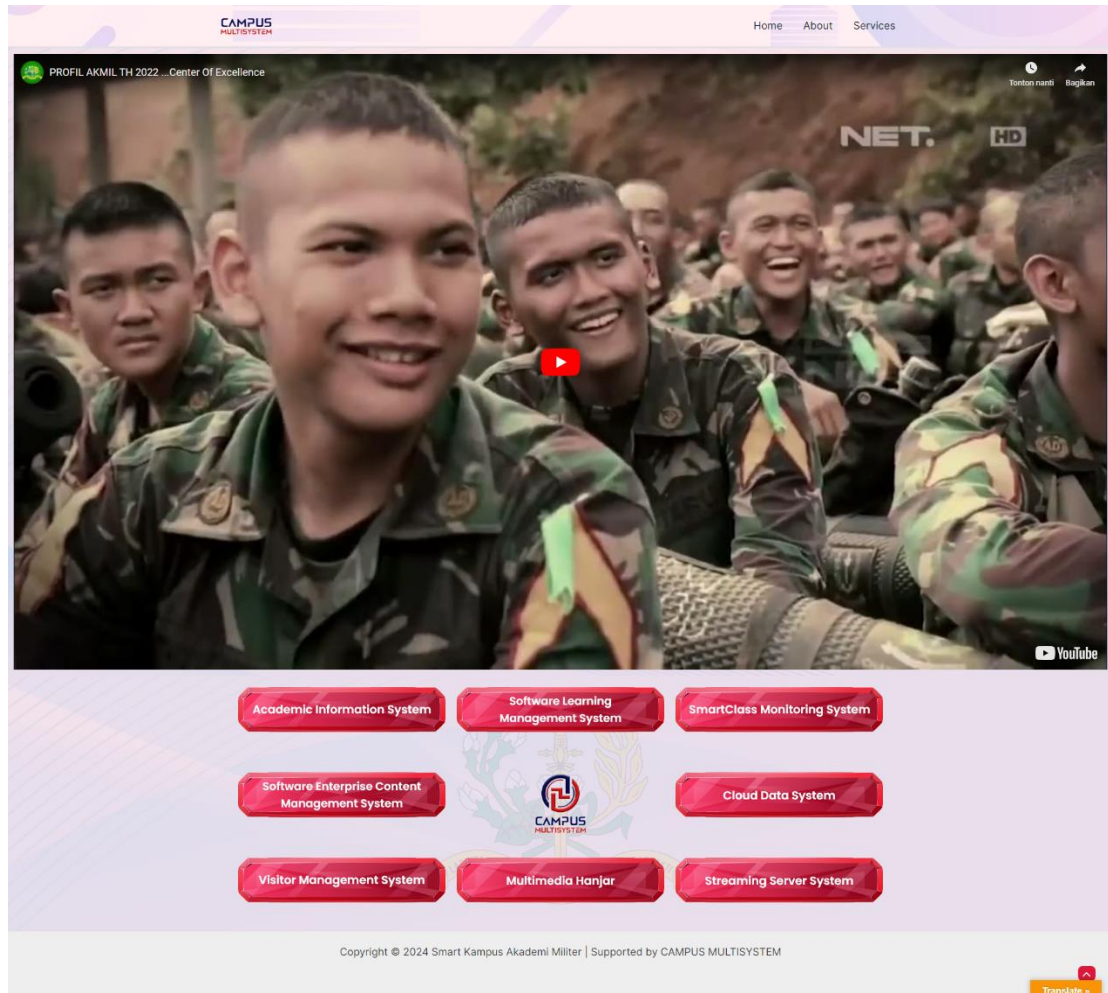 CAMPUS
MULTISYSTEM
Home About Services
PROFIL AKMIL TH 2022 ...Center Of Excellence
Tonton nanti Bagikan
NET. HD
YouTube
Academic Information System
Software Learning
Management System
SmartClass Monitoring System
Software Enterprise Content
Management System
CAMPUS
MULTISYSTEM
Cloud Data System
Visitor Management System
Multimedia Hanjar
Streaming Server System
Copyright © 2024 Smart Kampus Akademi Militer | Supported by CAMPUS MULTISYSTEM
Translate »